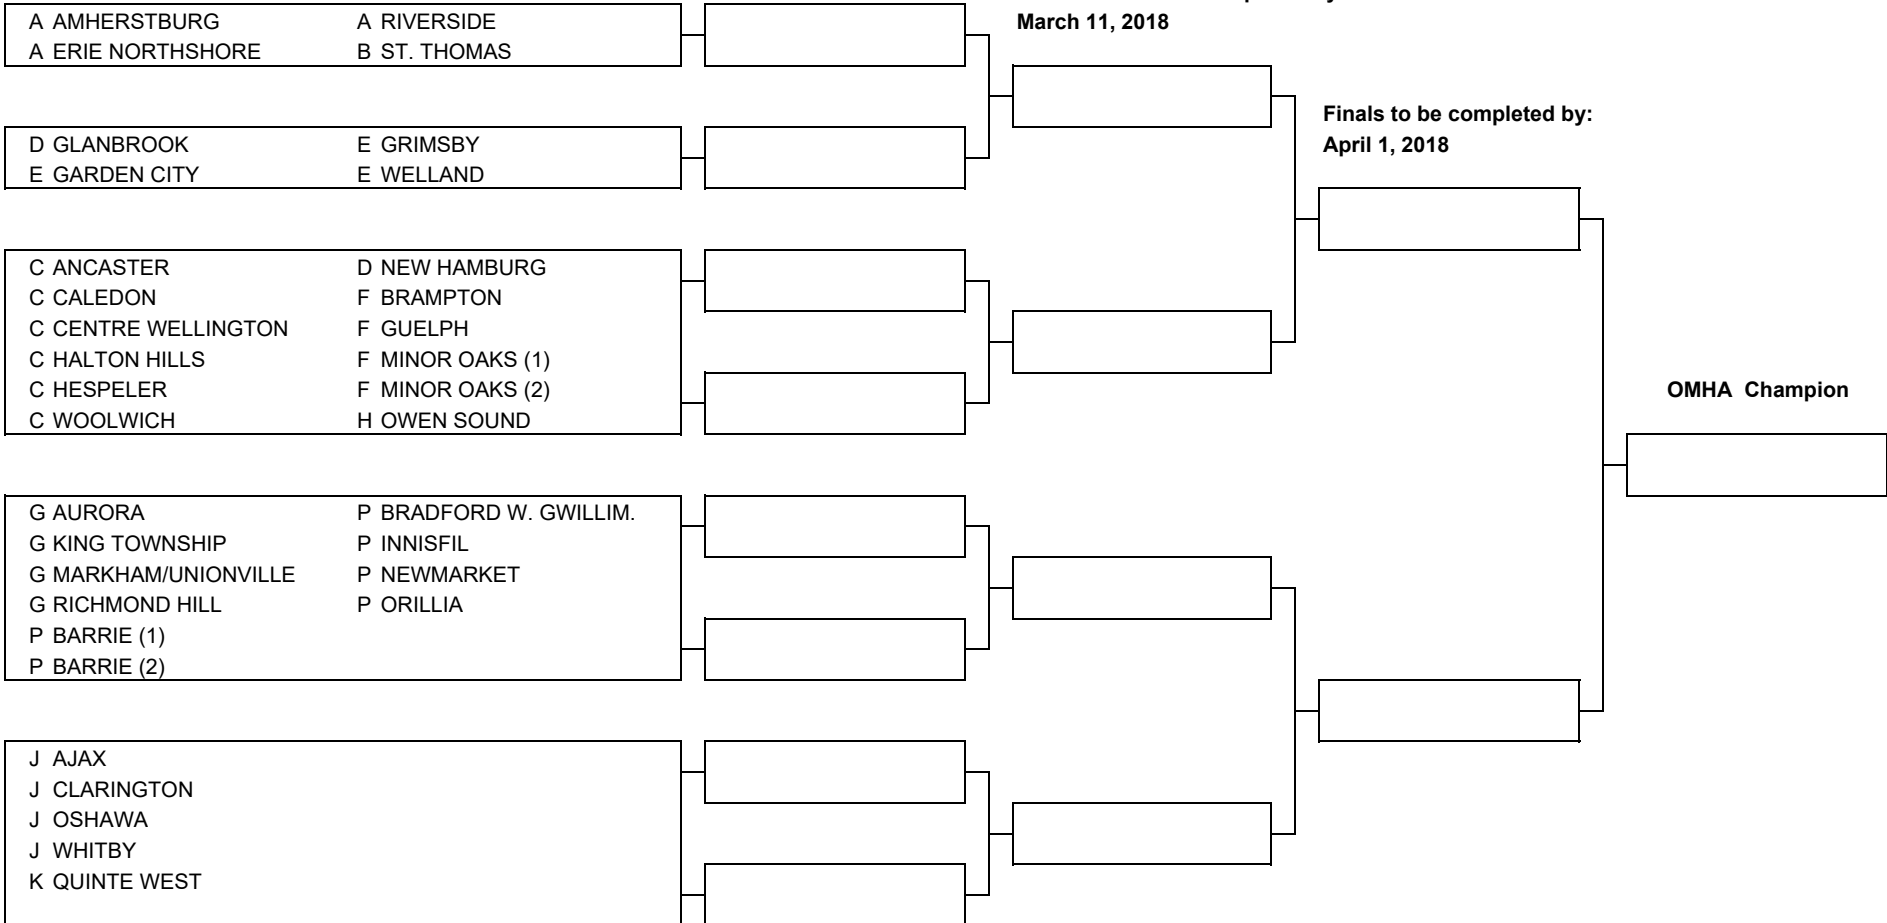 March 11, 2018
A AMHERSTBURG A RIVERSIDE
A ERIE NORTHSHORE B ST. THOMAS
Finals to be completed by:
April 1, 2018
D GLANBROOK E GRIMSBY
E GARDEN CITY E WELLAND
C ANCASTER D NEW HAMBURG
C CALEDON F BRAMPTON
C CENTRE WELLINGTON F GUELPH
C HALTON HILLS F MINOR OAKS (1)
C HESPELER F MINOR OAKS (2)
C WOOLWICH H OWEN SOUND
OMHA Champion
G AURORA P BRADFORD W. GWILLIM.
G KING TOWNSHIP P INNISFIL
G MARKHAM/UNIONVILLE P NEWMARKET
G RICHMOND HILL P ORILLIA
P BARRIE (1)
P BARRIE (2)
J AJAX
J CLARINGTON
J OSHAWA
J WHITBY
K QUINTE WEST